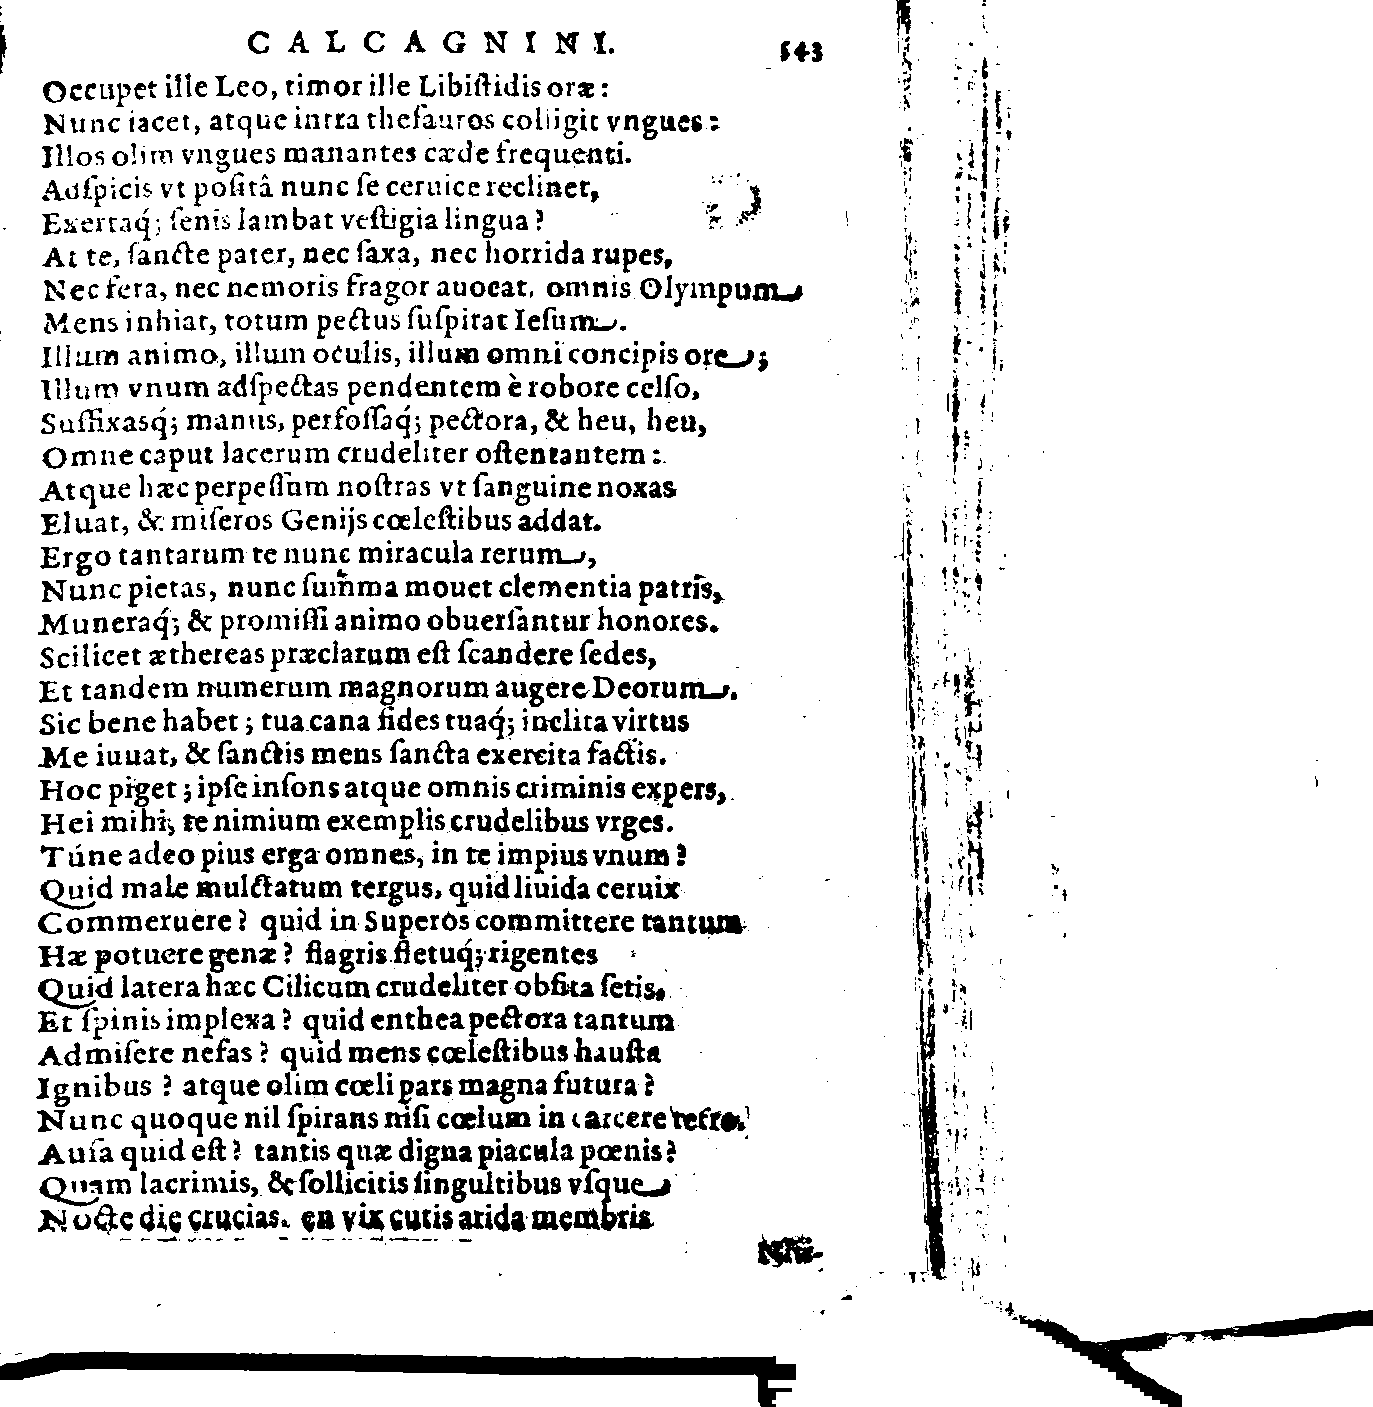 CALCAGNINI. 543
Occupet ille Leo, timor ille Libiſtidis oræ:
Nunc iacet, atque intra theſauros colligit vngues:
Illos olim vngues manantes cæde frequenti.
Adſpicis vt poſitâ nunc ſe ceruice reclinet,
Exertaq́; ſenis lambat veſtigia lingua?
At te, ſancte pater, nec ſaxa, nec horrida rupes,
Nec fera, nec nemoris fragor auocat. omnis Olympum
Mens inhiat, totum pectus ſuſpirat Ieſum.
Illum animo, illum oculis, illum omni concipis ore;
Illum vnum adſpectas pendentem è robore celſo,
Suffixasq́; manus, perfoſſaq́; pectora, & heu, heu,
Omne caput lacerum crudeliter oſtentantem:
Atque hæc perpeſſum noſtras vt ſanguine noxas
Eluat, & miſeros Genijs cœleſtibus addat.
Ergo tantarum te nunc miracula rerum,
Nunc pietas, nunc ſumma mouet clementia patris,
Muneraq́; & promiſſi animo obuerſantur honores.
Scilicet æthereas præclarum eſt ſcandere ſedes,
Et tandem numerum magnorum augere Deorum.
Sic bene habet; tua cana fides tuaq́; inclita virtus
Me iuuat, & ſanctis mens ſancta exercita factis.
Hoc piget; ipſe inſons atque omnis criminis expers,
Hei mihi, te nimium exemplis crudelibus vrges.
Túne adeo pius erga omnes, in te impius vnum?
Quid male mulctatum tergus, quid liuida ceruix
Commeruere? quid in Superos committere tantum
Hæ potuere genæ? flagris fletuq́; rigentes
Quid latera hæc Cilicum crudeliter obſita ſetis,
Et ſpinis implexa? quid enthea pectora tantum
Admiſere nefas? quid mens cœleſtibus hauſta
Ignibus? atque olim cœli pars magna futura?
Nunc quoque nil ſpirans niſi cœlum in carcere tetro.
Auſa quid eſt? tantis quæ digna piacula pœnis?
Quam lacrimis, & ſollicitis ſingultibus vſque
Nocte die crucias. en vix cutis arida membris